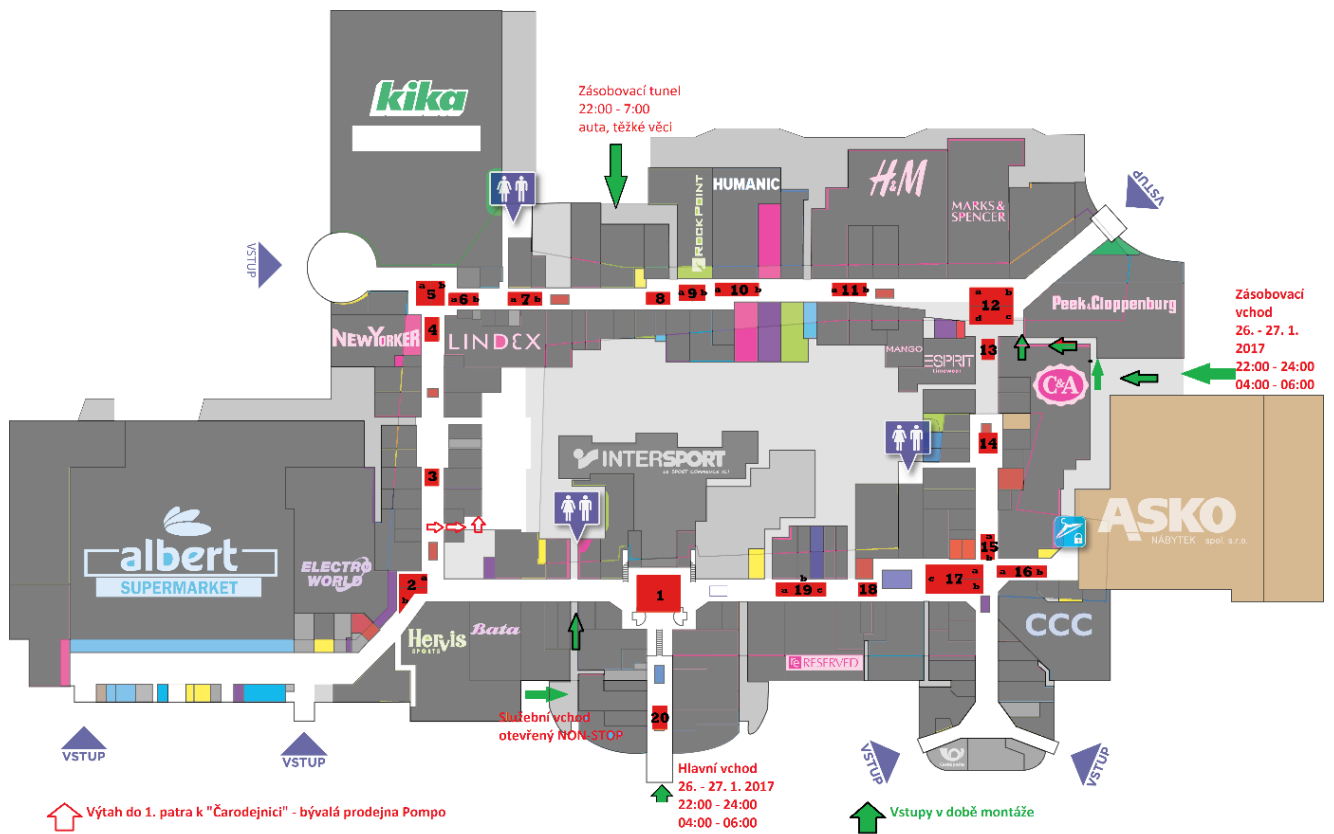 kika
Zásobovací tunel
22:00 - 7:00
auta, těžké věci
ROCKPOINT
HUMANIC
H&M
MARKS &
SPENCER
VSTUP
VSTUP
a b
5
a 6 b
a 7 b
8
a 9 b
a 10 b
a 11 b
a b
12
d c
Peek&Cloppenburg
Zásobovací
vchod
26. - 27. 1.
2017
22:00 - 24:00
04:00 - 06:00
4
NEWYORKER
LINDEX
MANGO
ESPRIT
13
C&A
14
INTERSPORT
3
albert
SUPERMARKET
ELECTRO
WORLD
ASKO
NÁBYTEK spol. s.r.o.
a
15
b
a
2
b
1
b
a 19 c
18
a
c 17
b
a 16 b
Hervis
SPORTS
Bata
RESERVED
CCC
20
Služební vchod
otevřený NON-STOP
VSTUP
VSTUP
VSTUP
VSTUP
Hlavní vchod
26. - 27. 1. 2017
22:00 - 24:00
04:00 - 06:00
Výtah do 1. patra k "Čarodejnici" - bývalá prodejna Pompo
Vstupy v době montáže